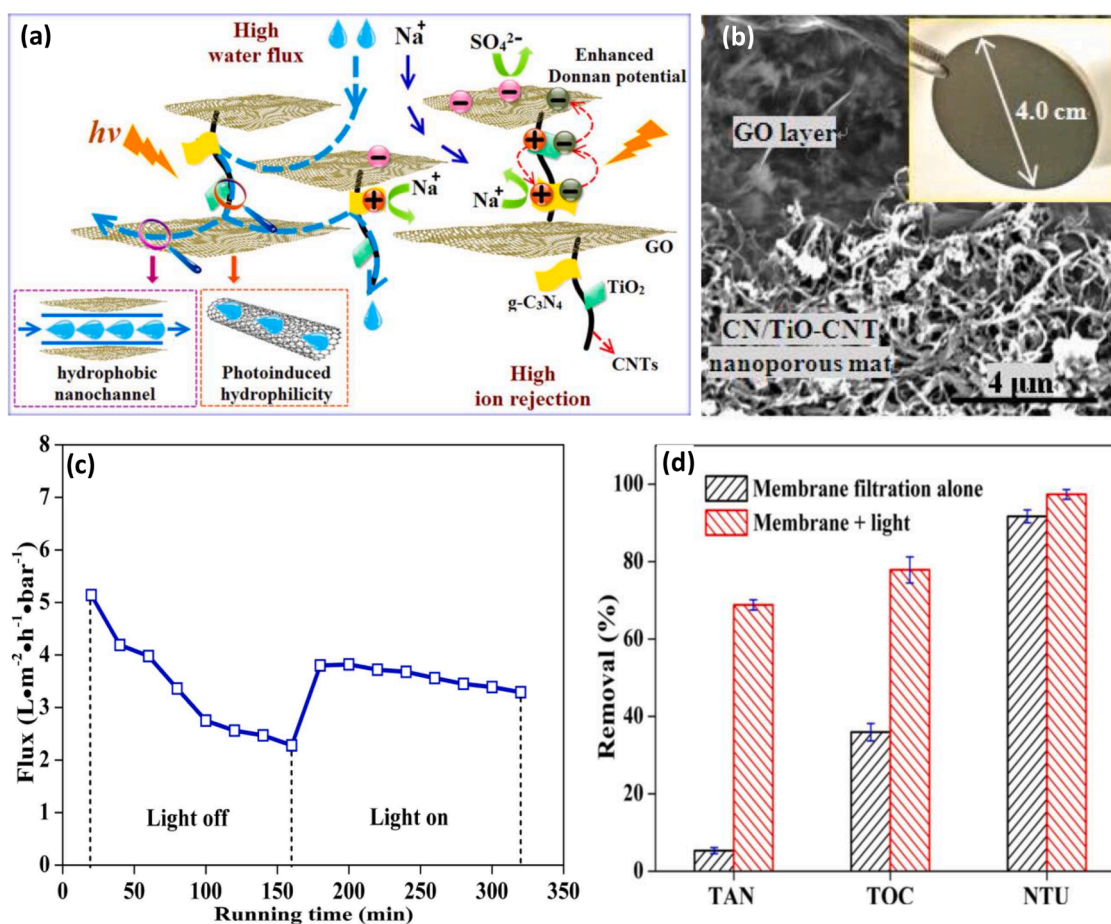 (a)
High
water flux
Na⁺
SO₄²⁻
Enhanced
Donnan potential
hν
Na⁺
Na⁺
GO
g-C₃N₄
TiO₂
CNTs
hydrophobic
nanochannel
Photoinduced
hydrophilicity
High
ion rejection
(b)
GO layer
4.0 cm
CN/TiO-CNT
nanoporous mat
4 μm
(c)
Flux (L•m⁻²•h⁻¹•bar⁻¹)
8
7
6
5
4
3
2
1
0
Light off
Light on
0 50 100 150 200 250 300 350
Running time (min)
(d)
Removal (%)
100
80
60
40
20
0
Membrane filtration alone
Membrane + light
TAN TOC NTU